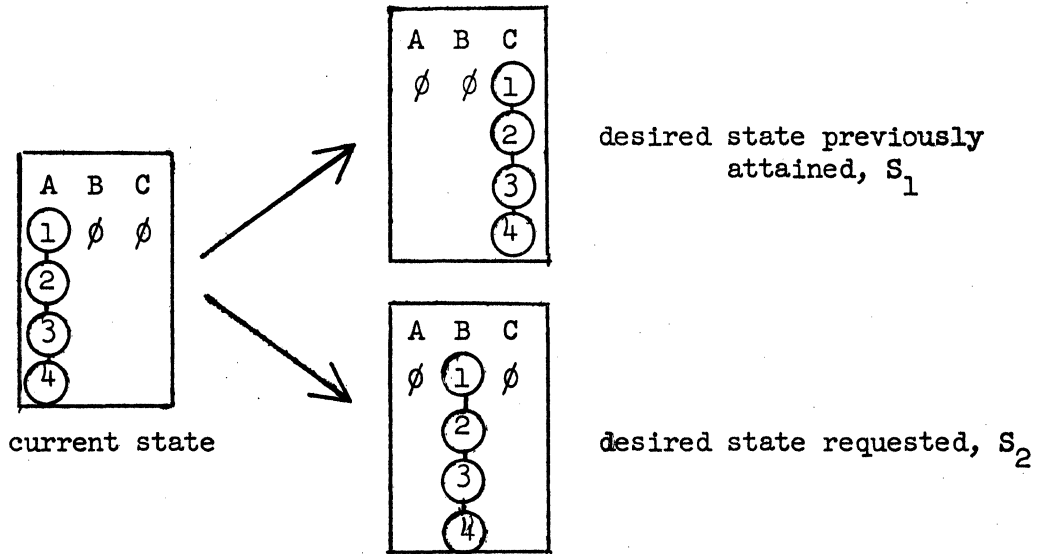 A B C
1 ∅ ∅
2
3
4
current state
A B C
∅ ∅ 1
2
3
4
desired state previously
attained, S₁
A B C
∅ 1 ∅
2
3
4
desired state requested, S₂